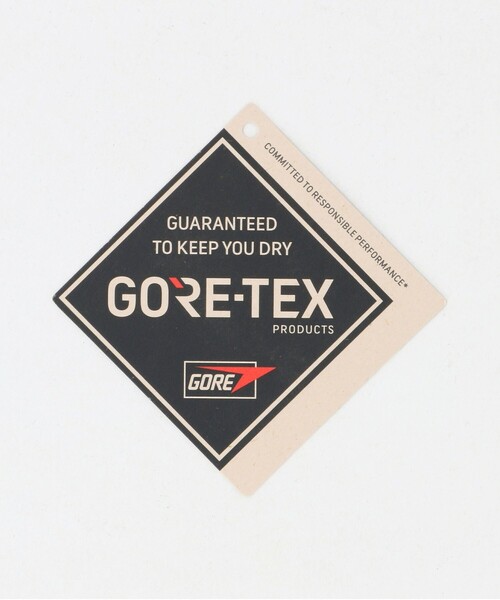 COMMITTED TO RESPONSIBLE PERFORMANCE*
GUARANTEED
TO KEEP YOU DRY
GORE-TEX
PRODUCTS
GORE